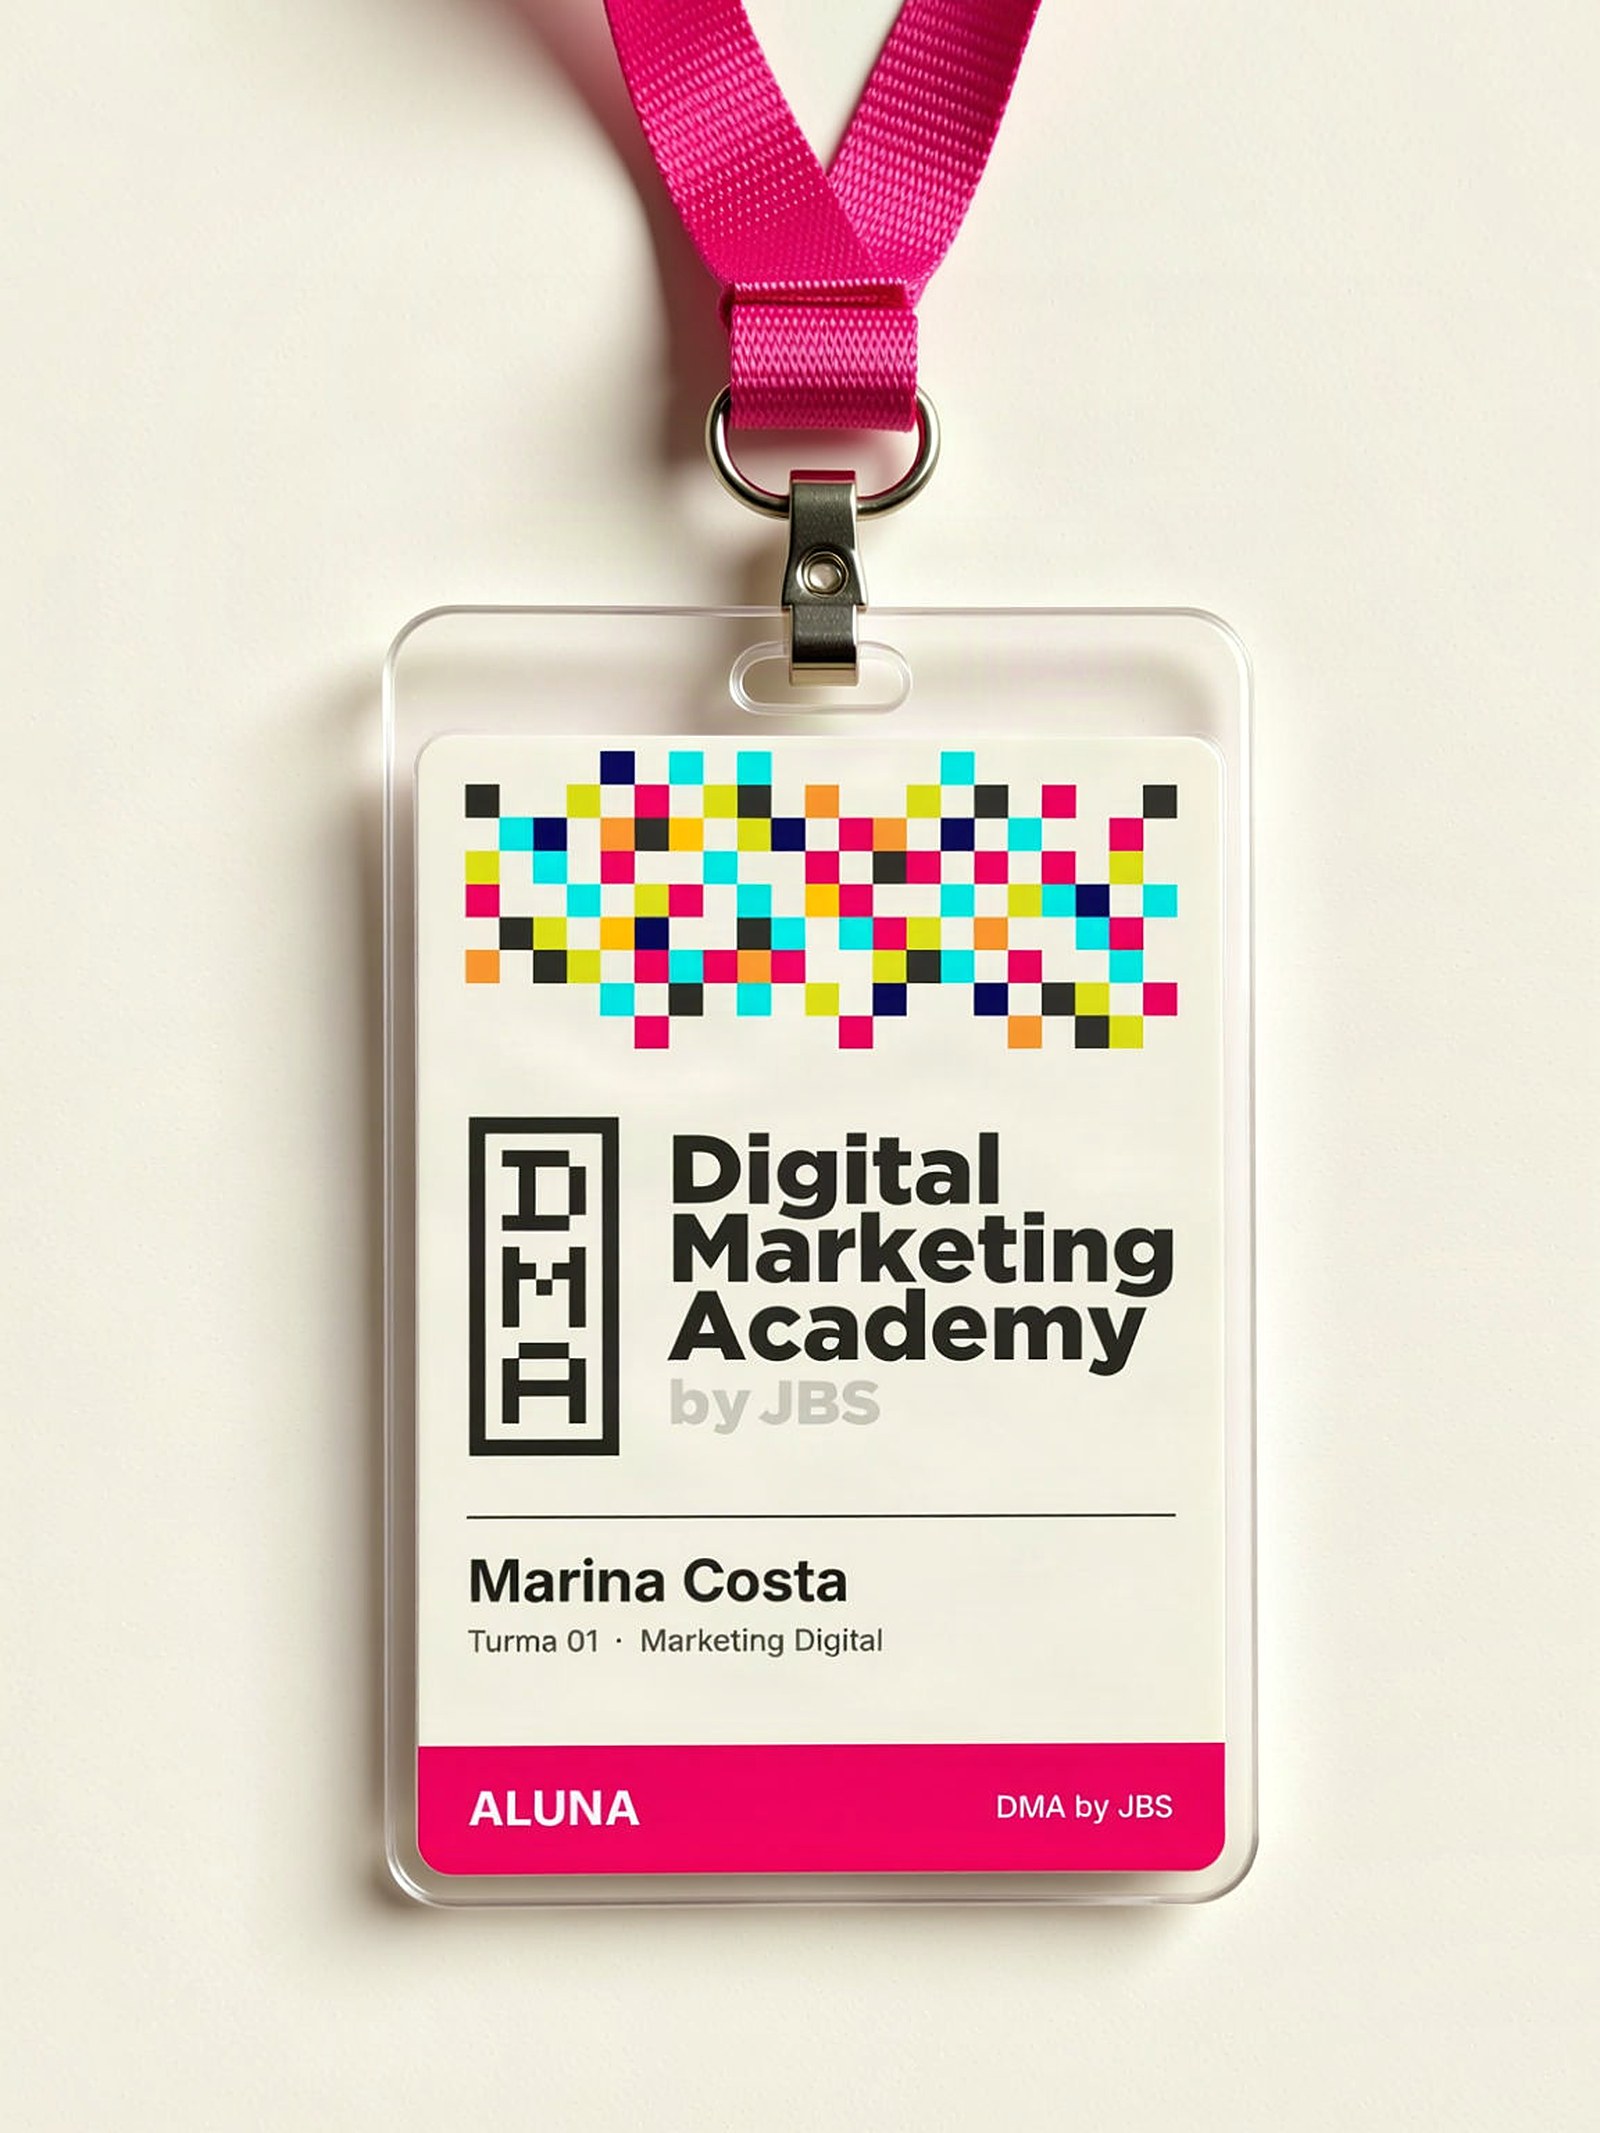 DMA
Digital
Marketing
Academy
by JBS
Marina Costa
Turma 01 · Marketing Digital
ALUNA
DMA by JBS